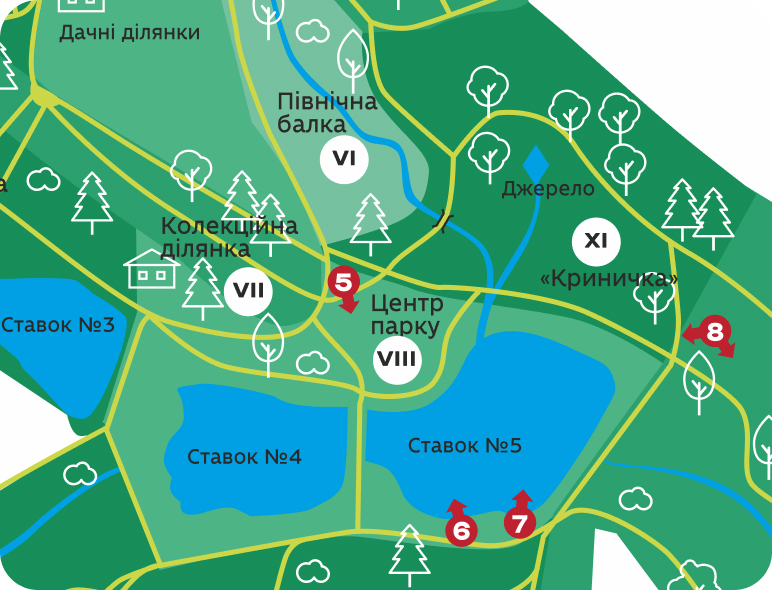 Дачні ділянки
Північна
балка
VI
Джерело
Колекційна
ділянка
VII
XI
«Криничка»
5
Центр
парку
VIII
Ставок №3
8
Ставок №4
Ставок №5
6
7